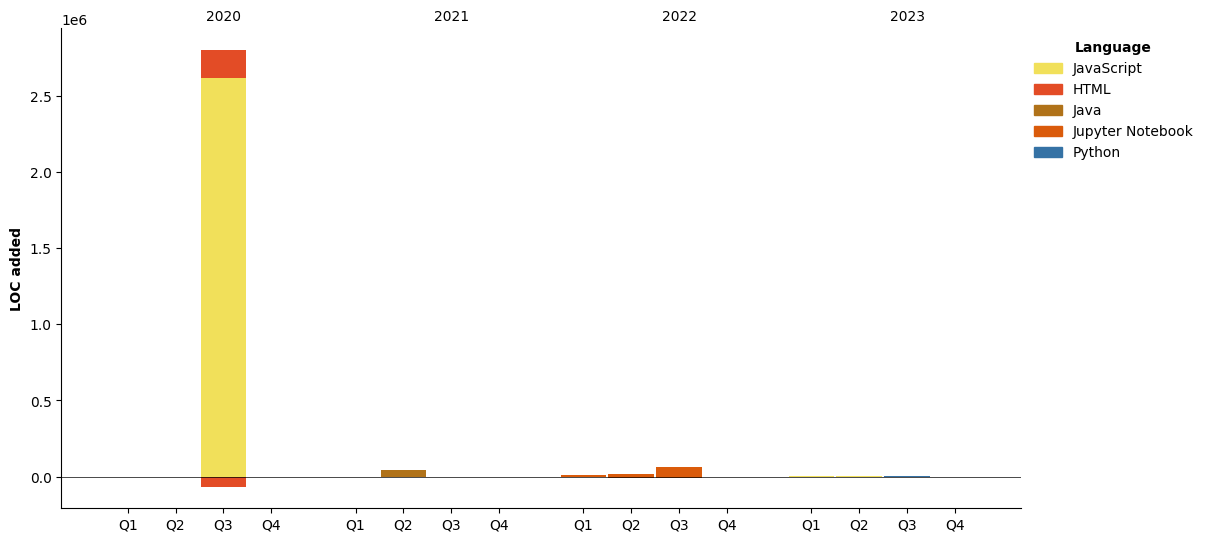 2020 2021 2022 2023
1e6
Language
JavaScript
HTML
Java
Jupyter Notebook
Python
LOC added
2.5
2.0
1.5
1.0
0.5
0.0
Q1 Q2 Q3 Q4 Q1 Q2 Q3 Q4 Q1 Q2 Q3 Q4 Q1 Q2 Q3 Q4